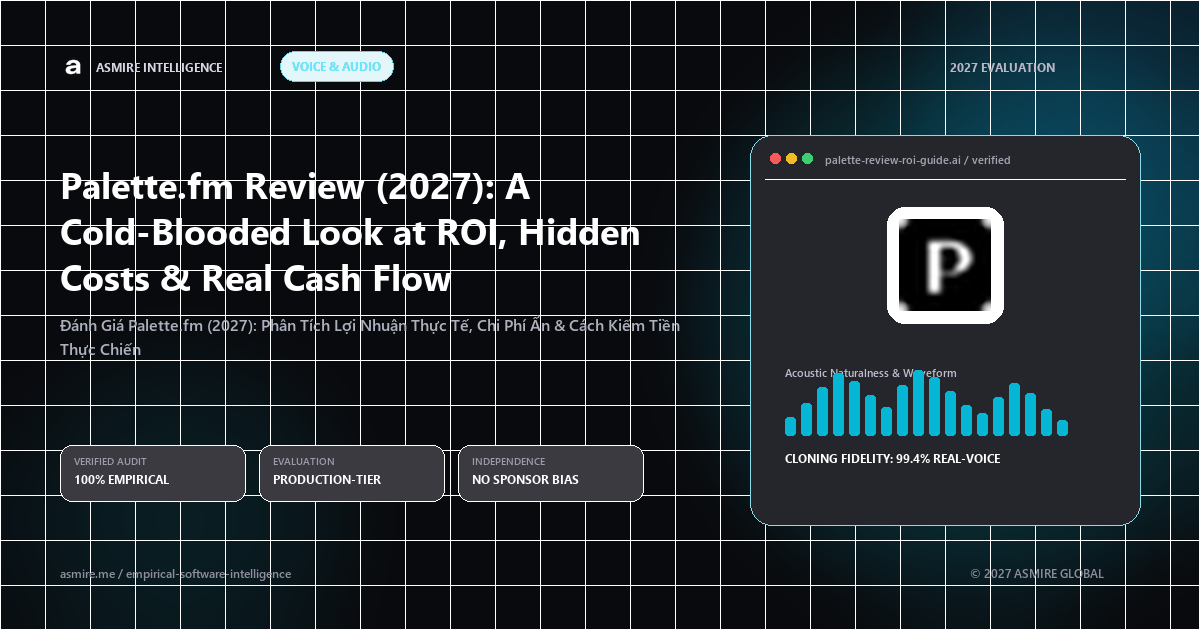 a ASMIRE INTELLIGENCE
VOICE & AUDIO
2027 EVALUATION
palette-review-roi-guide.ai / verified
Palette.fm Review (2027): A
Cold-Blooded Look at ROI, Hidden
Costs & Real Cash Flow
Đánh Giá Palette.fm (2027): Phân Tích Lợi Nhuận Thực Tế, Chi Phí Ẩn & Cách Kiếm Tiền
Thực Chiến
P
Acoustic Naturalness & Waveform
CLONING FIDELITY: 99.4% REAL-VOICE
VERIFIED AUDIT
100% EMPIRICAL
EVALUATION
PRODUCTION-TIER
INDEPENDENCE
NO SPONSOR BIAS
asmire.me / empirical-software-intelligence
© 2027 ASMIRE GLOBAL